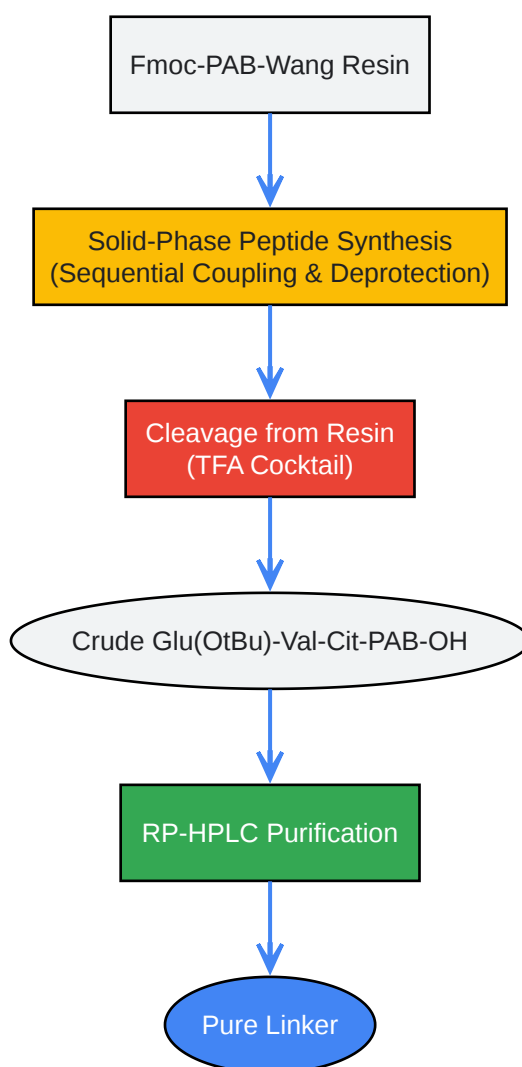 Fmoc-PAB-Wang Resin
Solid-Phase Peptide Synthesis
(Sequential Coupling & Deprotection)
Cleavage from Resin
(TFA Cocktail)
Crude Glu(OtBu)-Val-Cit-PAB-OH
RP-HPLC Purification
Pure Linker